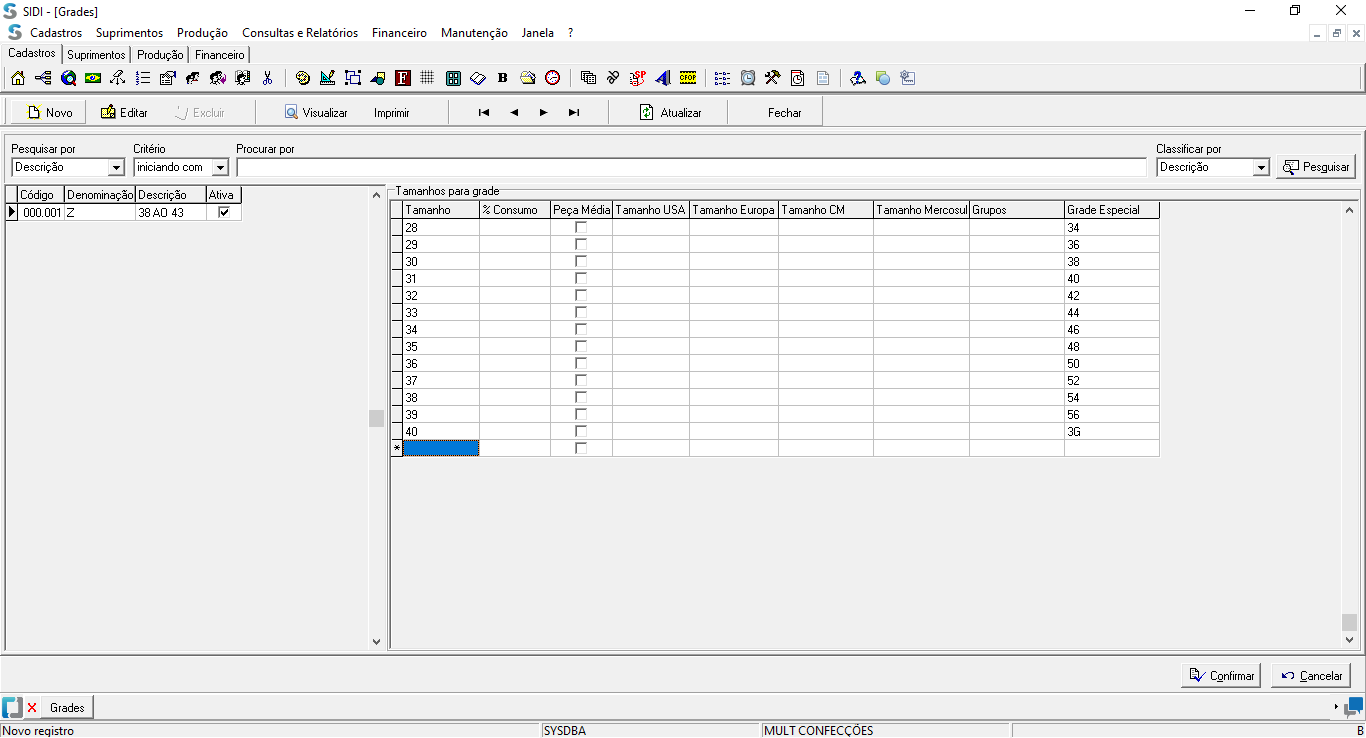 SIDI - [Grades]
Cadastros Suprimentos Produção Consultas e Relatórios Financeiro Manutenção Janela ?
Cadastros Suprimentos Produção Financeiro
SP F B SP CFOP
Novo Editar Excluir Visualizar Imprimir Atualizar Fechar
Pesquisar por Critério Procurar por Classificar por
Descrição iniciando com Descrição Pesquisar
Tamanhos para grade
Código Denominação Descrição Ativa
000.001 Z 38 AO 43
Tamanho % Consumo Peça Média Tamanho USA Tamanho Europa Tamanho CM Tamanho Mercosul Grupos Grade Especial
28 34
29 36
30 38
31 40
32 42
33 44
34 46
35 48
36 50
37 52
38 54
39 56
40 3G
*
Confirmar Cancelar
Grades
Novo registro SYSDBA MULT CONFECÇÕES B